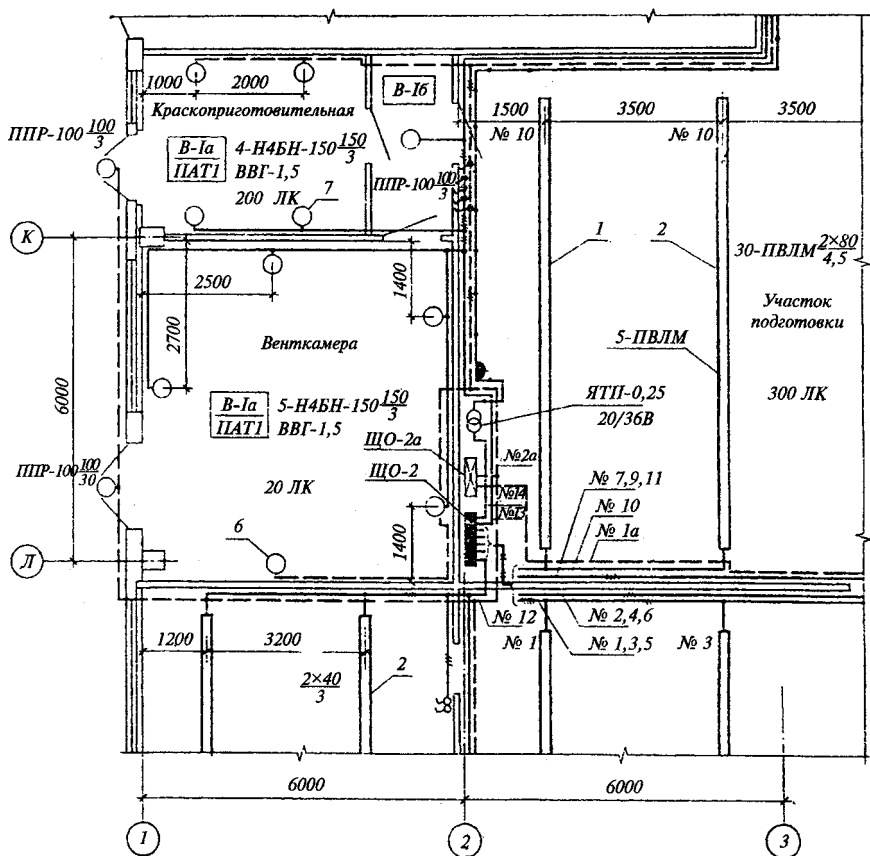 1000
2000
Краскоприготовительная
В-Iб
ППР-100 100/3
В-Iа 4-Н4БН-150 150/3
ПАТ1 ВВГ-1,5
200 ЛК
7
ППР-100 100/3
1500
3500
3500
№ 10
№ 10
К
1
2
30-ПВЛМ 2×80/4,5
Участок
подготовки
300 ЛК
2500
1400
2700
6000
Венткамера
5-ПВЛМ
В-Iа 5-Н4БН-150 150/3
ПАТ1 ВВГ-1,5
ЯТП-0,25
20/36В
ЩО-2а
ЩО-2
№2а
№14
№13
ППР-100 100/30
20 ЛК
№ 7,9,11
№ 10
№ 1а
6
1400
Л
1200
3200
2×40/3
2
№ 12
№ 1
№ 2,4,6
№ 1,3,5
№ 3
6000
6000
1
2
3